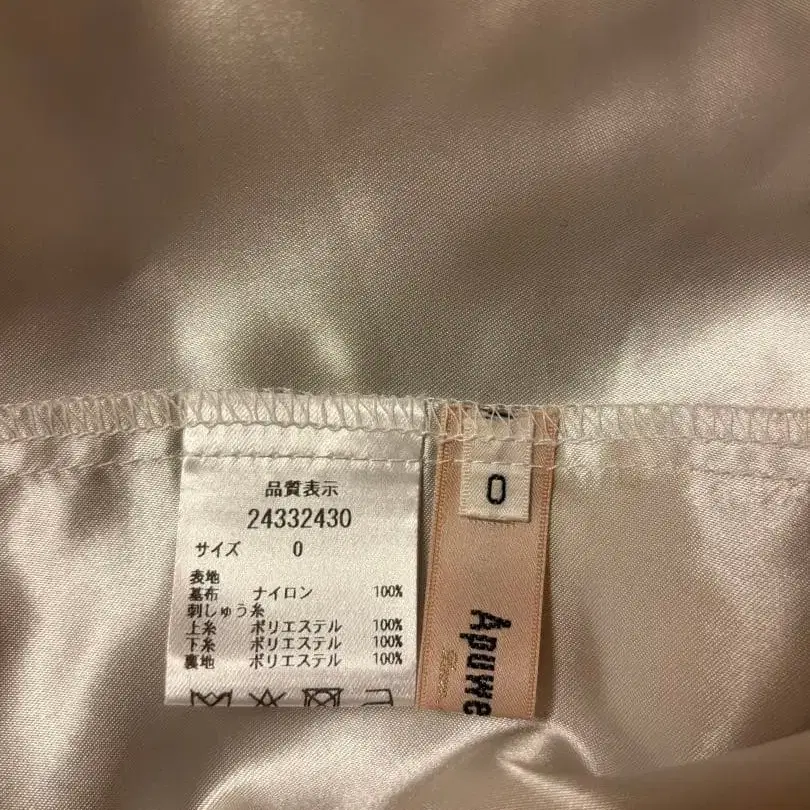 品質表示
24332430
サイズ 0
表地
基布 ナイロン 100%
刺しゅう糸
上糸 ポリエステル 100%
下糸 ポリエステル 100%
裏地 ポリエステル 100%
0
Apuwe